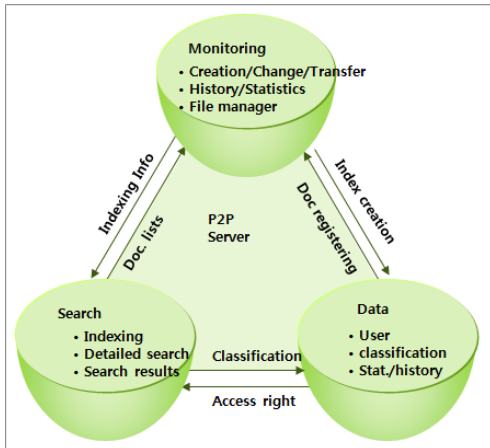 Monitoring
• Creation/Change/Transfer
• History/Statistics
• File manager
Indexing Info
Doc. lists
P2P
Server
Doc registering
Index creation
Search
• Indexing
• Detailed search
• Search results
Classification
Access right
Data
• User
• classification
• Stat./history